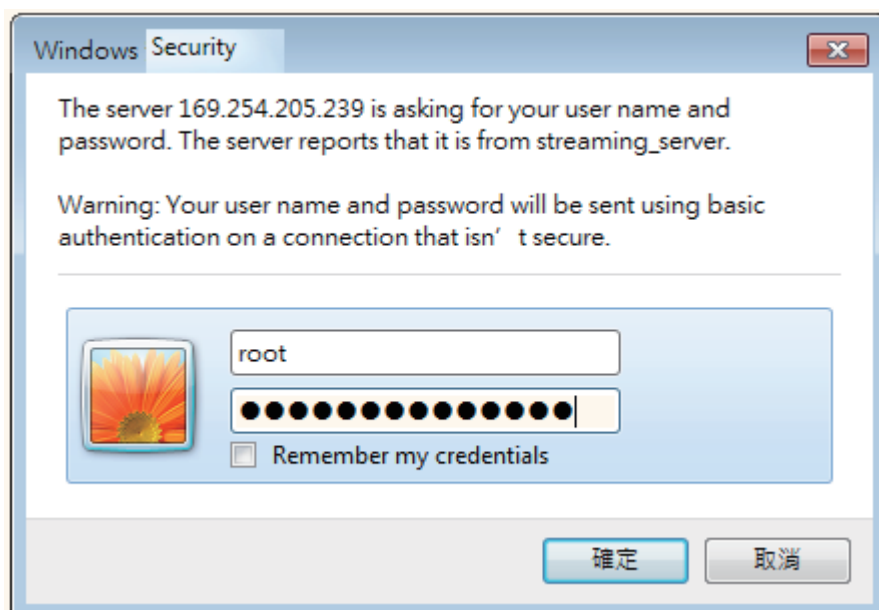 Windows Security
The server 169.254.205.239 is asking for your user name and
password. The server reports that it is from streaming_server.
Warning: Your user name and password will be sent using basic
authentication on a connection that isn’ t secure.
root
●●●●●●●●●●●●●●
Remember my credentials
確定 取消